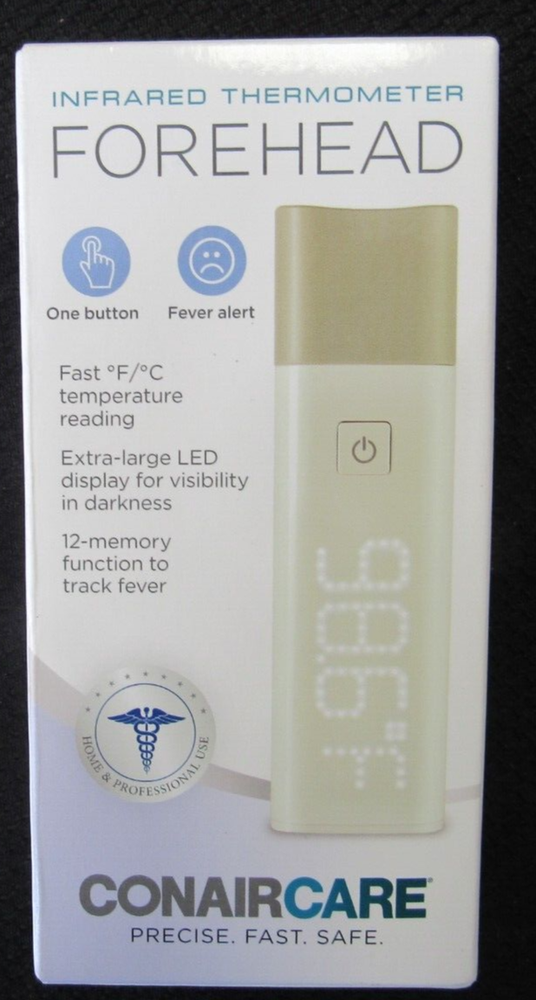 INFRARED THERMOMETER
FOREHEAD
One button
Fever alert
Fast °F/°C
temperature
reading
Extra-large LED
display for visibility
in darkness
12-memory
function to
track fever
98.6°F
HOME & PROFESSIONAL USE
CONAIRCARE®
PRECISE. FAST. SAFE.